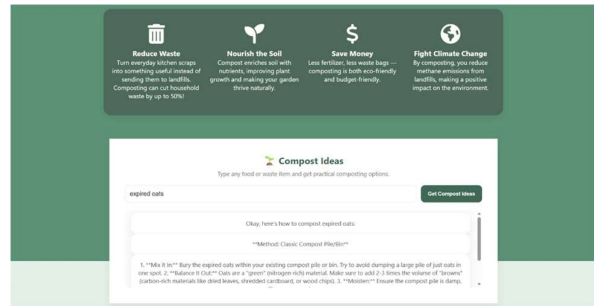 Reduce Waste
Turn everyday kitchen scraps
into something useful instead of
sending them to landfills.
Composting can cut household
waste by up to 50%!
Nourish the Soil
Compost enriches soil with
nutrients, improving plant
growth and making your garden
thrive naturally.
Save Money
Less fertilizer, less waste bags —
composting is both eco-friendly
and budget-friendly.
Fight Climate Change
By composting, you reduce
methane emissions from
landfills, making a positive
impact on the environment.
Compost Ideas
Type any food or waste item and get practical composting options.
expired oats
Get Compost Ideas
Okay, here's how to compost expired oats:
**Method: Classic Compost Pile/Bin**
1. **Mix It In:** Bury the expired oats within your existing compost pile or bin. Try to avoid dumping a large pile of just oats in
one spot. 2. **Balance It Out:** Oats are a "green" (nitrogen-rich) material. Make sure to add 2-3 times the volume of "browns"
(carbon-rich materials like dried leaves, shredded cardboard, or wood chips). 3. **Moisten:** Ensure the compost pile is damp,